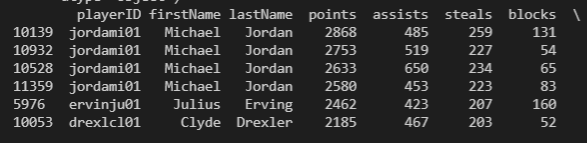 playerID firstName lastName points assists steals blocks \
10139 jordami01 Michael Jordan 2868 485 259 131
10932 jordami01 Michael Jordan 2753 519 227 54
10528 jordami01 Michael Jordan 2633 650 234 65
11359 jordami01 Michael Jordan 2580 453 223 83
5976 ervinju01 Julius Erving 2462 423 207 160
10053 drexlcl01 Clyde Drexler 2185 467 203 52